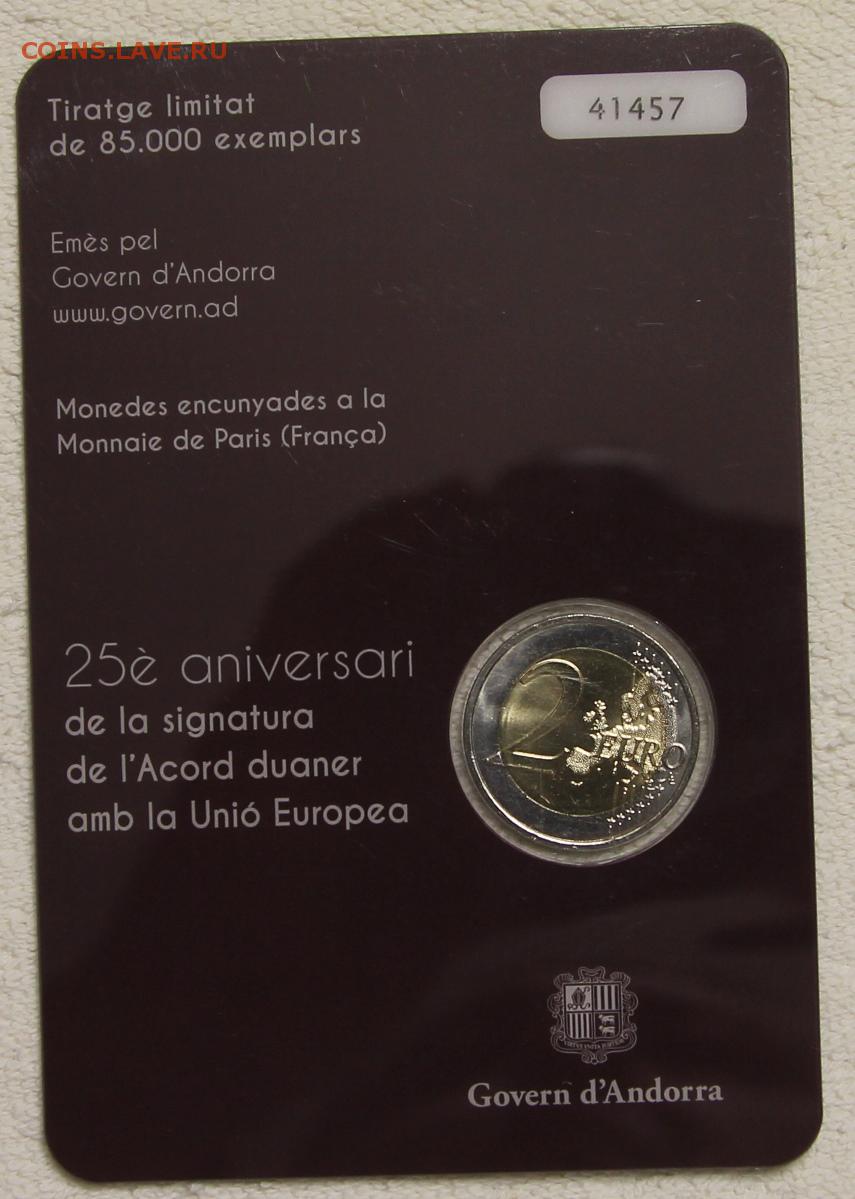 COINS.LAVE.RU
Tiratge limitat
de 85.000 exemplars
41457
Emès pel
Govern d'Andorra
www.govern.ad
Monedes encunyades a la
Monnaie de Paris (França)
25è aniversari
de la signatura
de l'Acord duaner
amb la Unió Europea
2 EURO
Govern d'Andorra